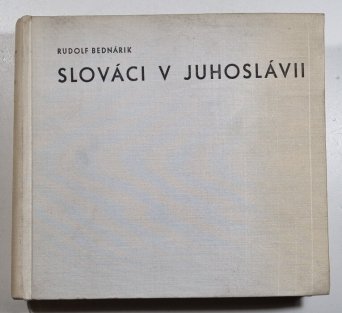 RUDOLF BEDNÁRIK
SLOVÁCI V JUHOSLÁVII